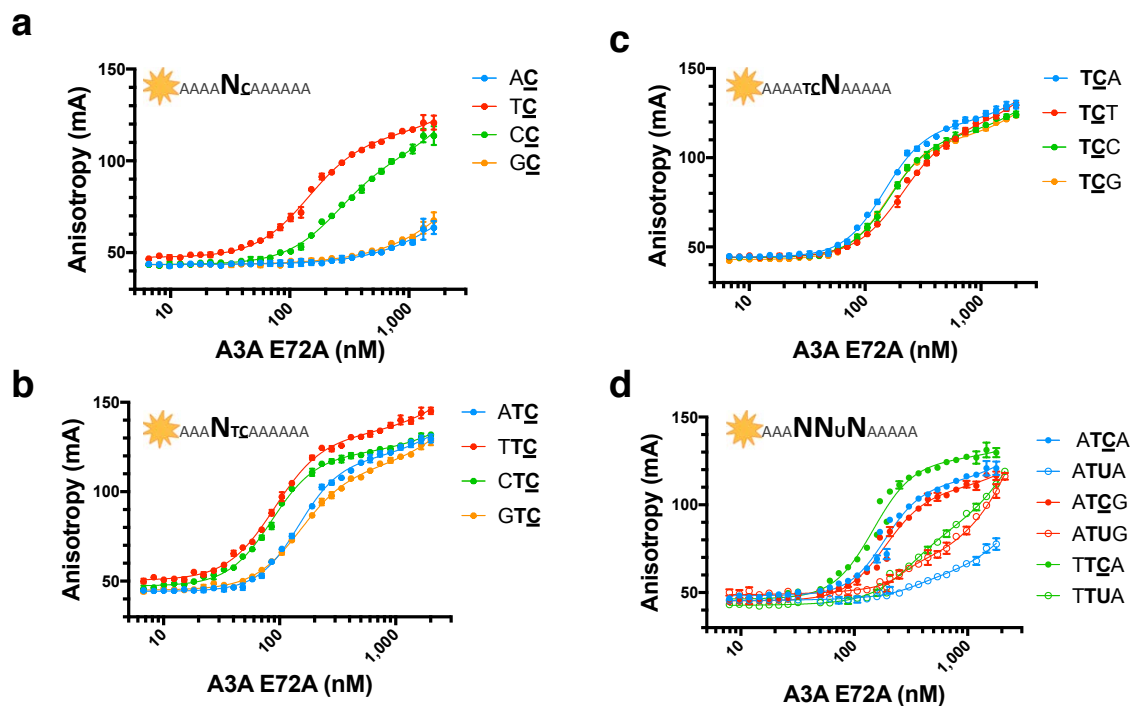 a
150
100
50
Anisotropy (mA)
AAAANCAAAAAA
AC
TC
CC
GC
10
100
1,000
A3A E72A (nM)
b
150
100
50
Anisotropy (mA)
AAANTCAAAAAA
ATC
TTC
CTC
GTC
10
100
1,000
A3A E72A (nM)
c
150
100
50
Anisotropy (mA)
AAAATCNAAAAA
TCA
TCT
TCC
TCG
10
100
1,000
A3A E72A (nM)
d
150
100
50
Anisotropy (mA)
AAANNUNAAAAA
ATCA
ATUA
ATCG
ATUG
TTCA
TTUA
10
100
1,000
A3A E72A (nM)